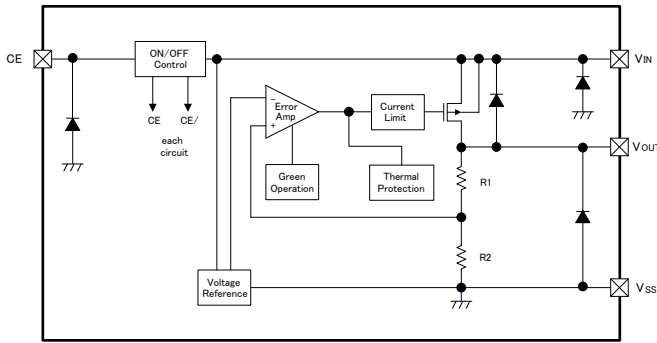 CE
ON/OFF
Control
CE CE/
each
circuit
VIN
−
Error
Amp
+
Current
Limit
Green
Operation
Thermal
Protection
VOUT
R1
R2
Voltage
Reference
VSS